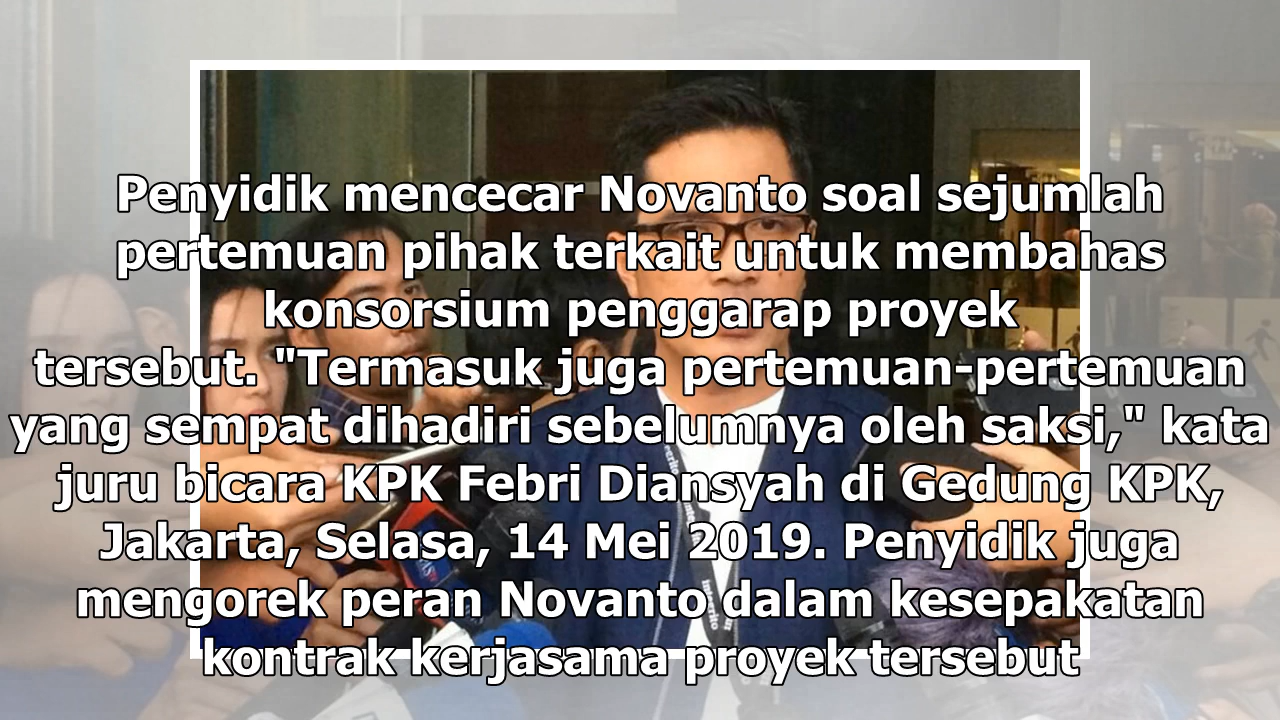 Penyidik mencecar Novanto soal sejumlah
pertemuan pihak terkait untuk membahas
konsorsium penggarap proyek
tersebut. "Termasuk juga pertemuan-pertemuan
yang sempat dihadiri sebelumnya oleh saksi," kata
juru bicara KPK Febri Diansyah di Gedung KPK,
Jakarta, Selasa, 14 Mei 2019. Penyidik juga
mengorek peran Novanto dalam kesepakatan
kontrak kerjasama proyek tersebut